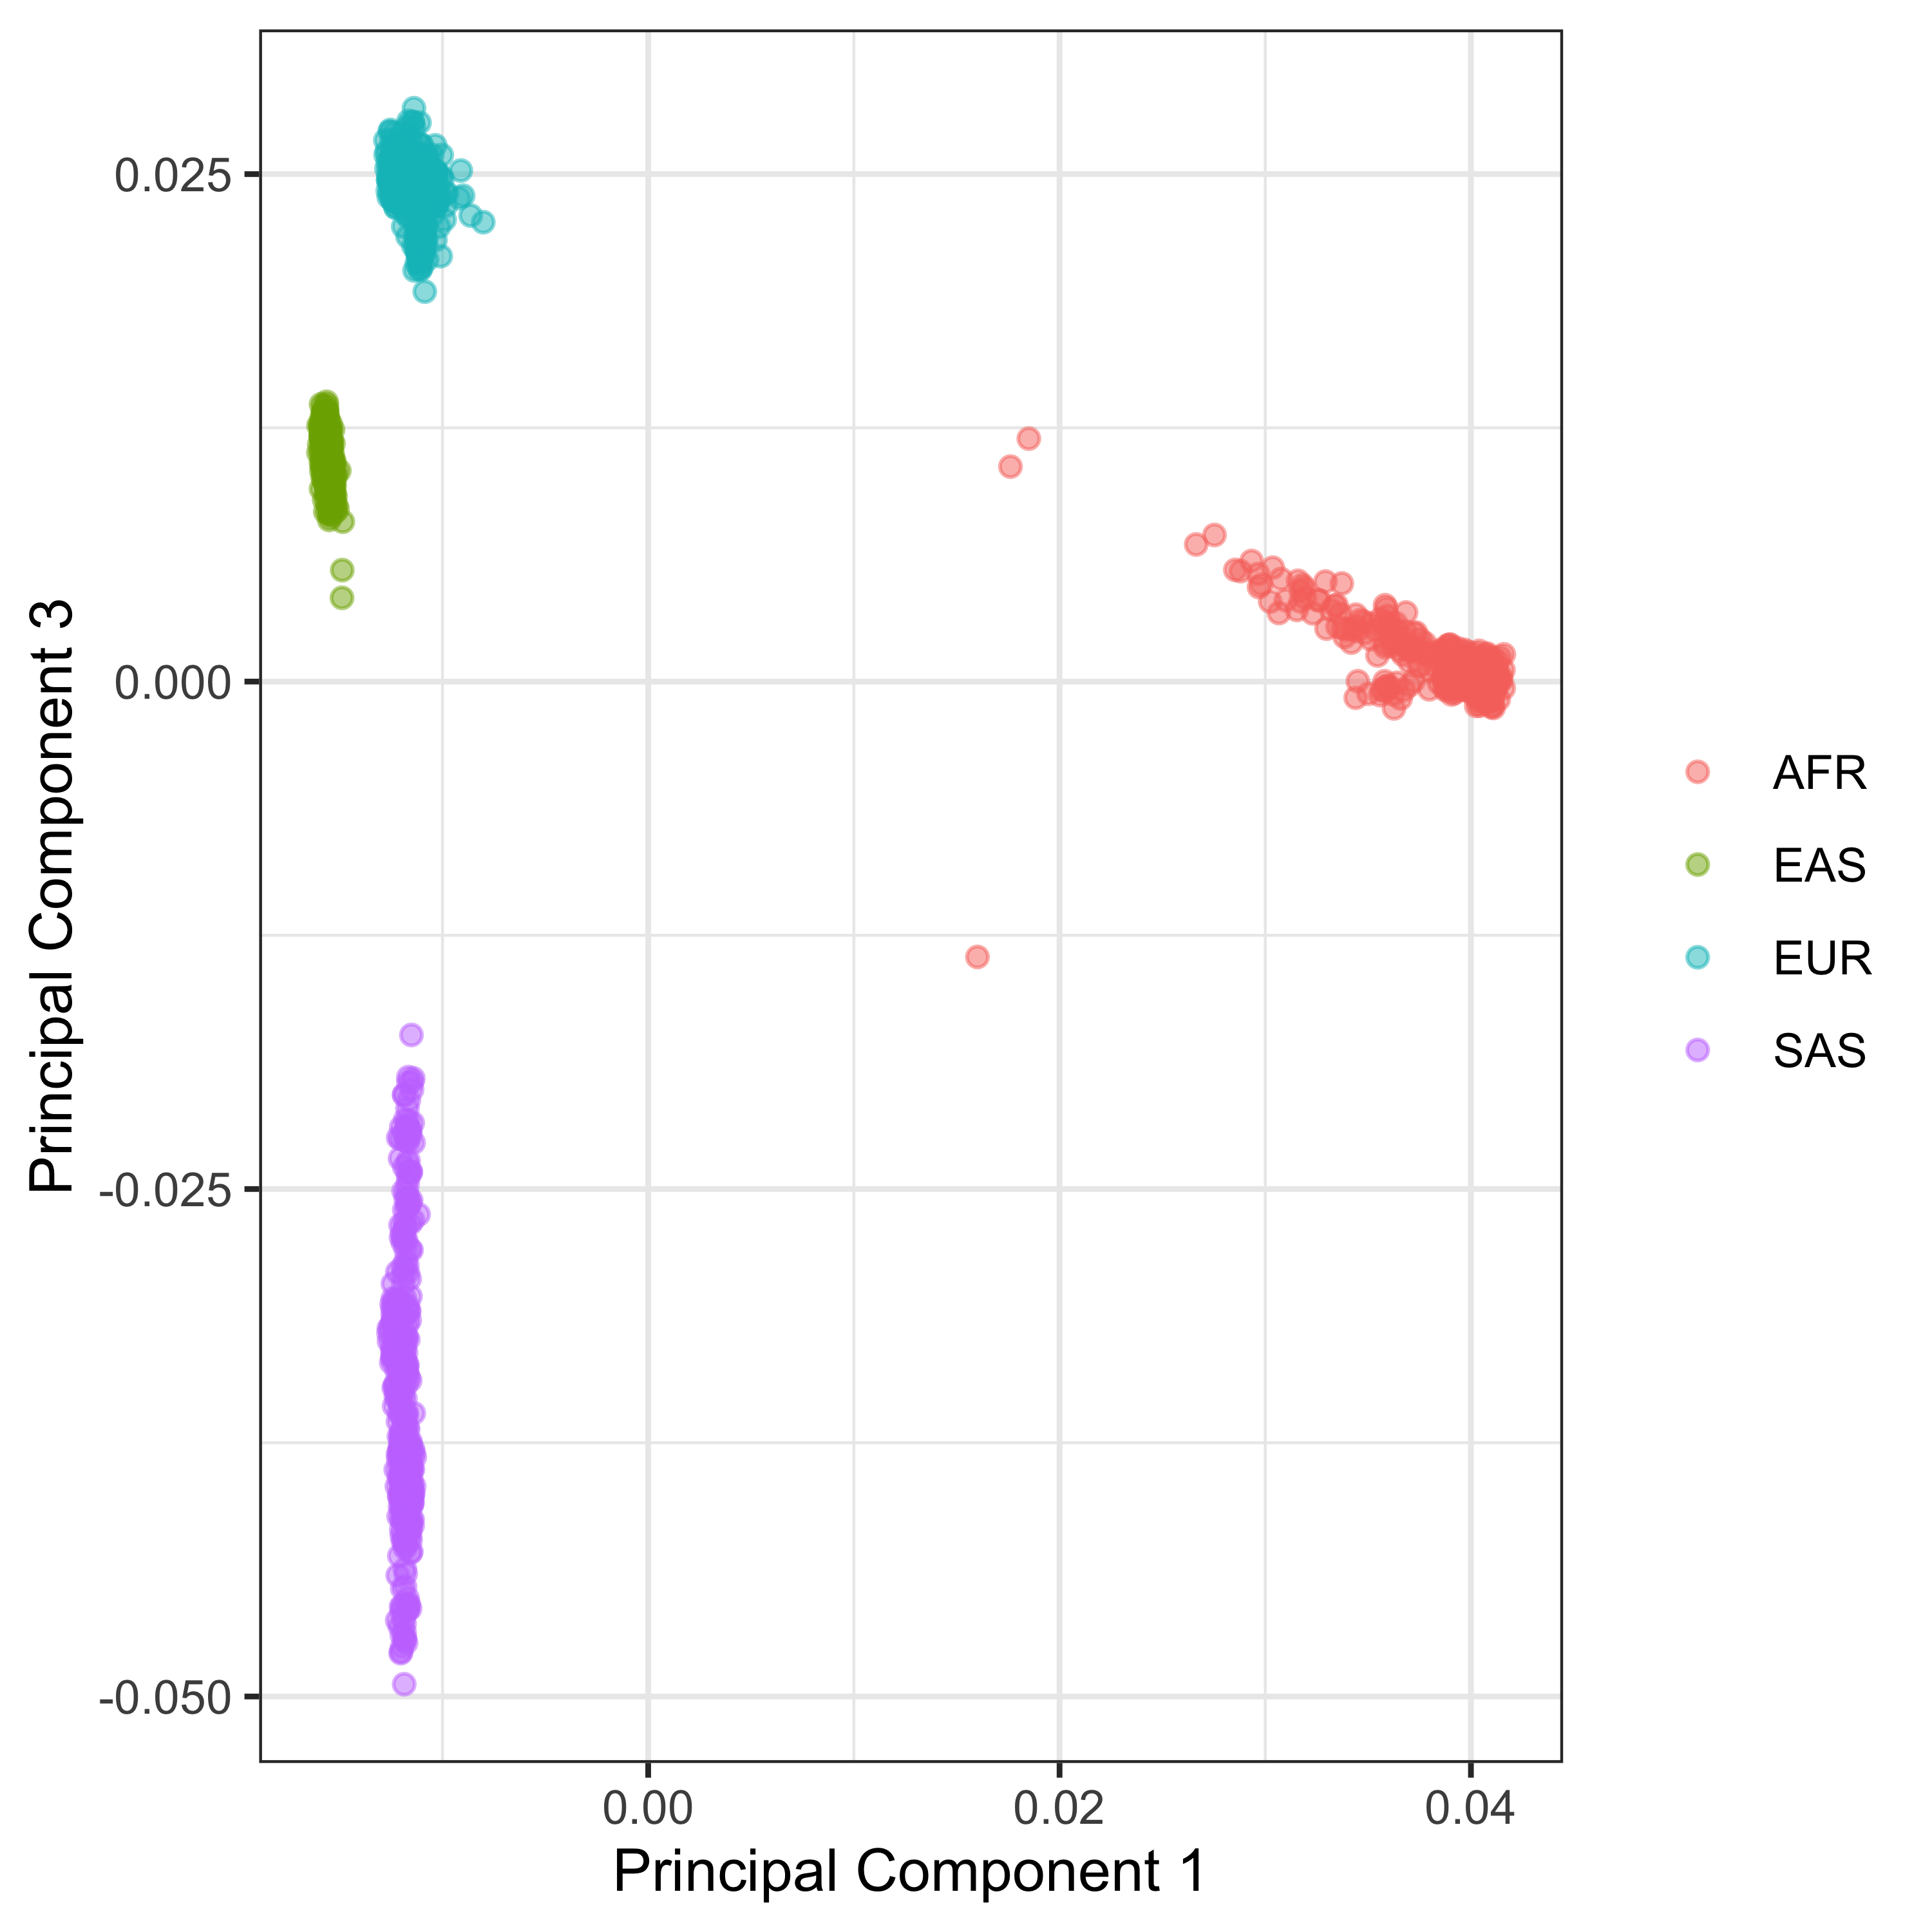 Principal Component 3
0.025
0.000
-0.025
-0.050
0.00
0.02
0.04
Principal Component 1
AFR
EAS
EUR
SAS